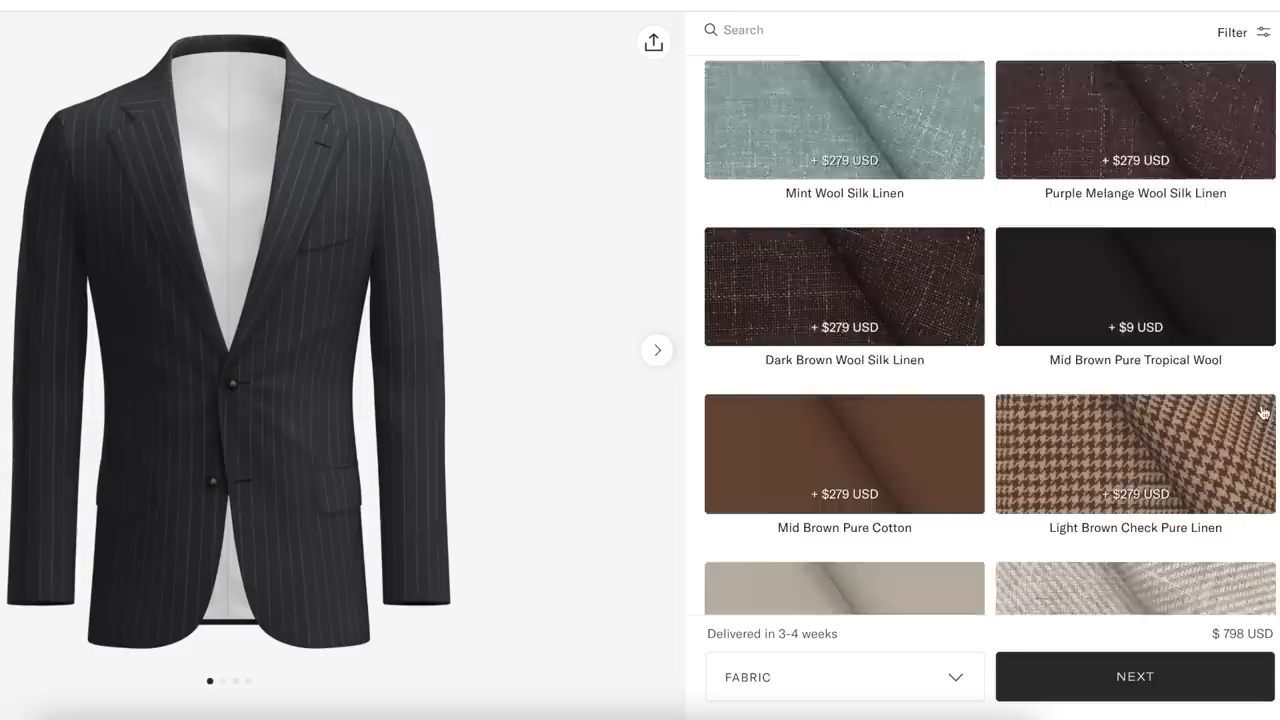 Search
Filter
+ $279 USD
+ $279 USD
Mint Wool Silk Linen
Purple Melange Wool Silk Linen
+ $279 USD
+ $9 USD
Dark Brown Wool Silk Linen
Mid Brown Pure Tropical Wool
+ $279 USD
+ $279 USD
Mid Brown Pure Cotton
Light Brown Check Pure Linen
Delivered in 3-4 weeks
$ 798 USD
FABRIC
NEXT